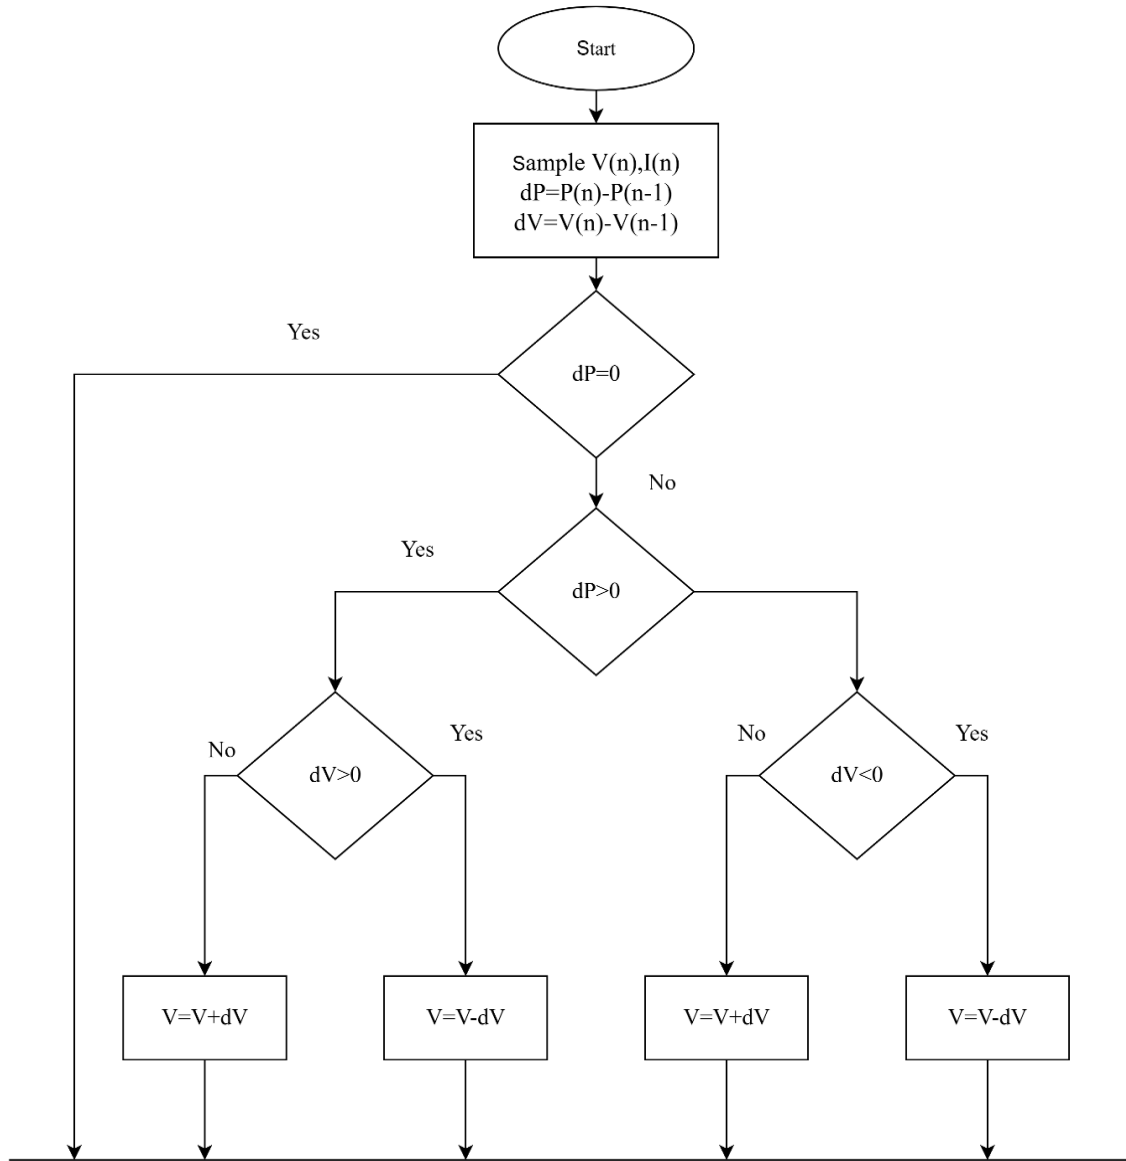 Start
Sample V(n),I(n)
dP=P(n)-P(n-1)
dV=V(n)-V(n-1)
Yes
dP=0
No
Yes
dP>0
No
Yes
dV>0
No
Yes
dV<0
V=V+dV
V=V-dV
V=V+dV
V=V-dV